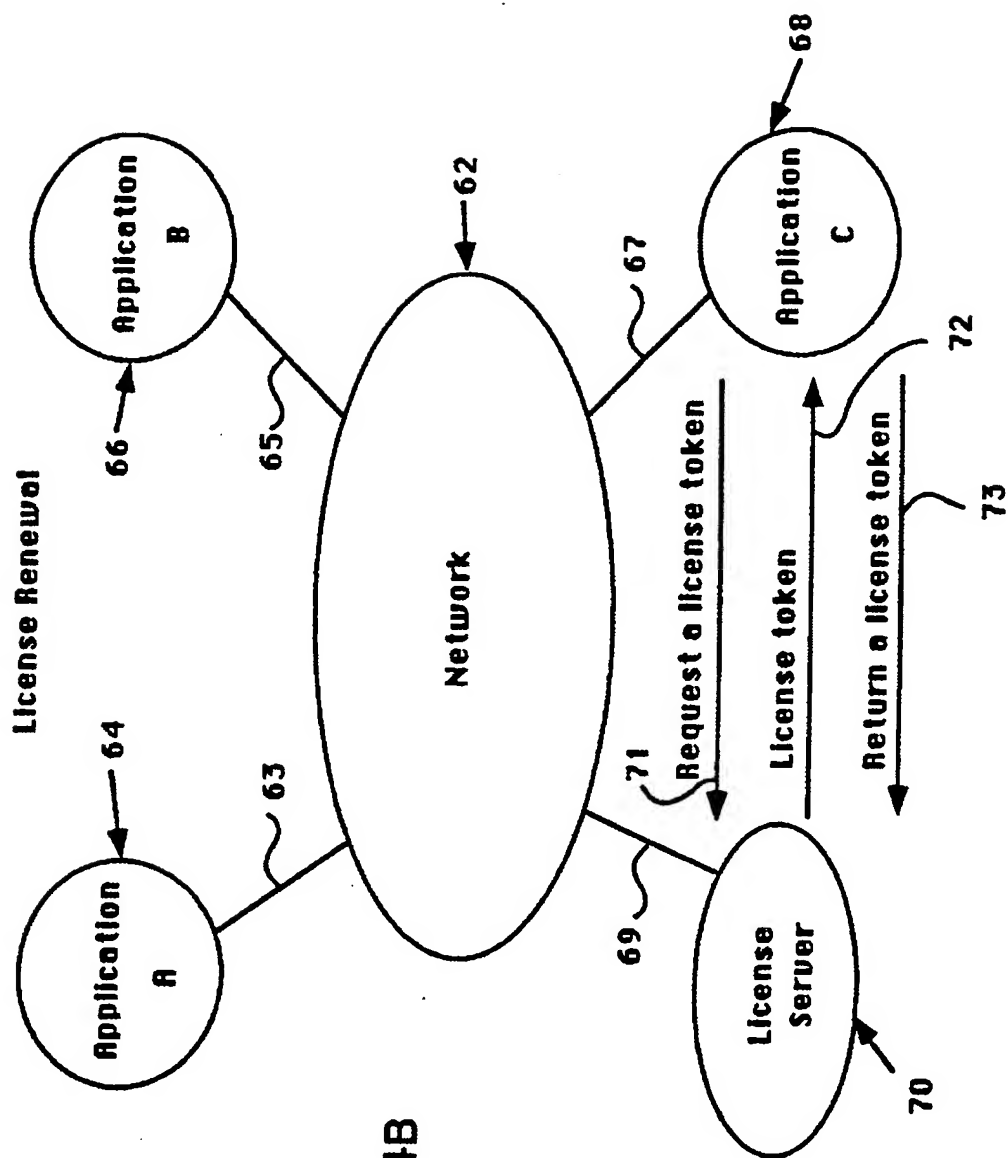 License Renewal
64
Application
A
63
66
Application
B
65
Network
62
67
68
Application
C
69
License
Server
70
71
Request a license token
License token
72
Return a license token
73
4B